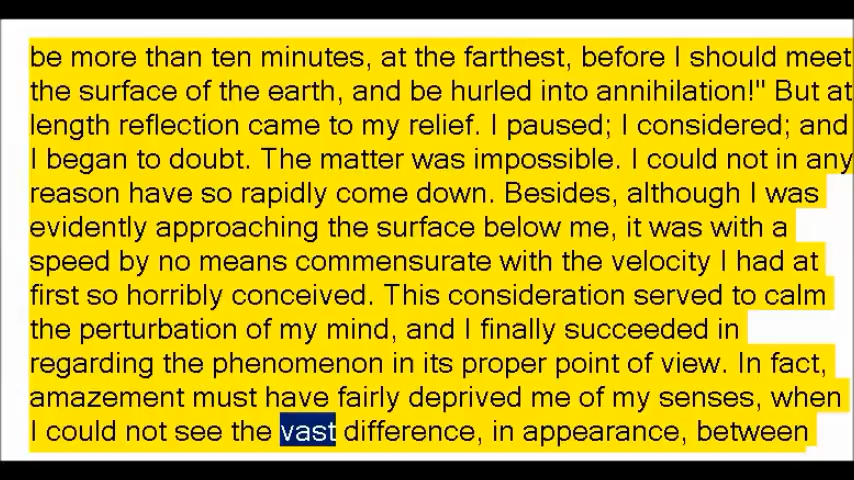 be more than ten minutes, at the farthest, before I should meet
the surface of the earth, and be hurled into annihilation!" But at
length reflection came to my relief. I paused; I considered; and
I began to doubt. The matter was impossible. I could not in any
reason have so rapidly come down. Besides, although I was
evidently approaching the surface below me, it was with a
speed by no means commensurate with the velocity I had at
first so horribly conceived. This consideration served to calm
the perturbation of my mind, and I finally succeeded in
regarding the phenomenon in its proper point of view. In fact,
amazement must have fairly deprived me of my senses, when
I could not see the vast difference, in appearance, between